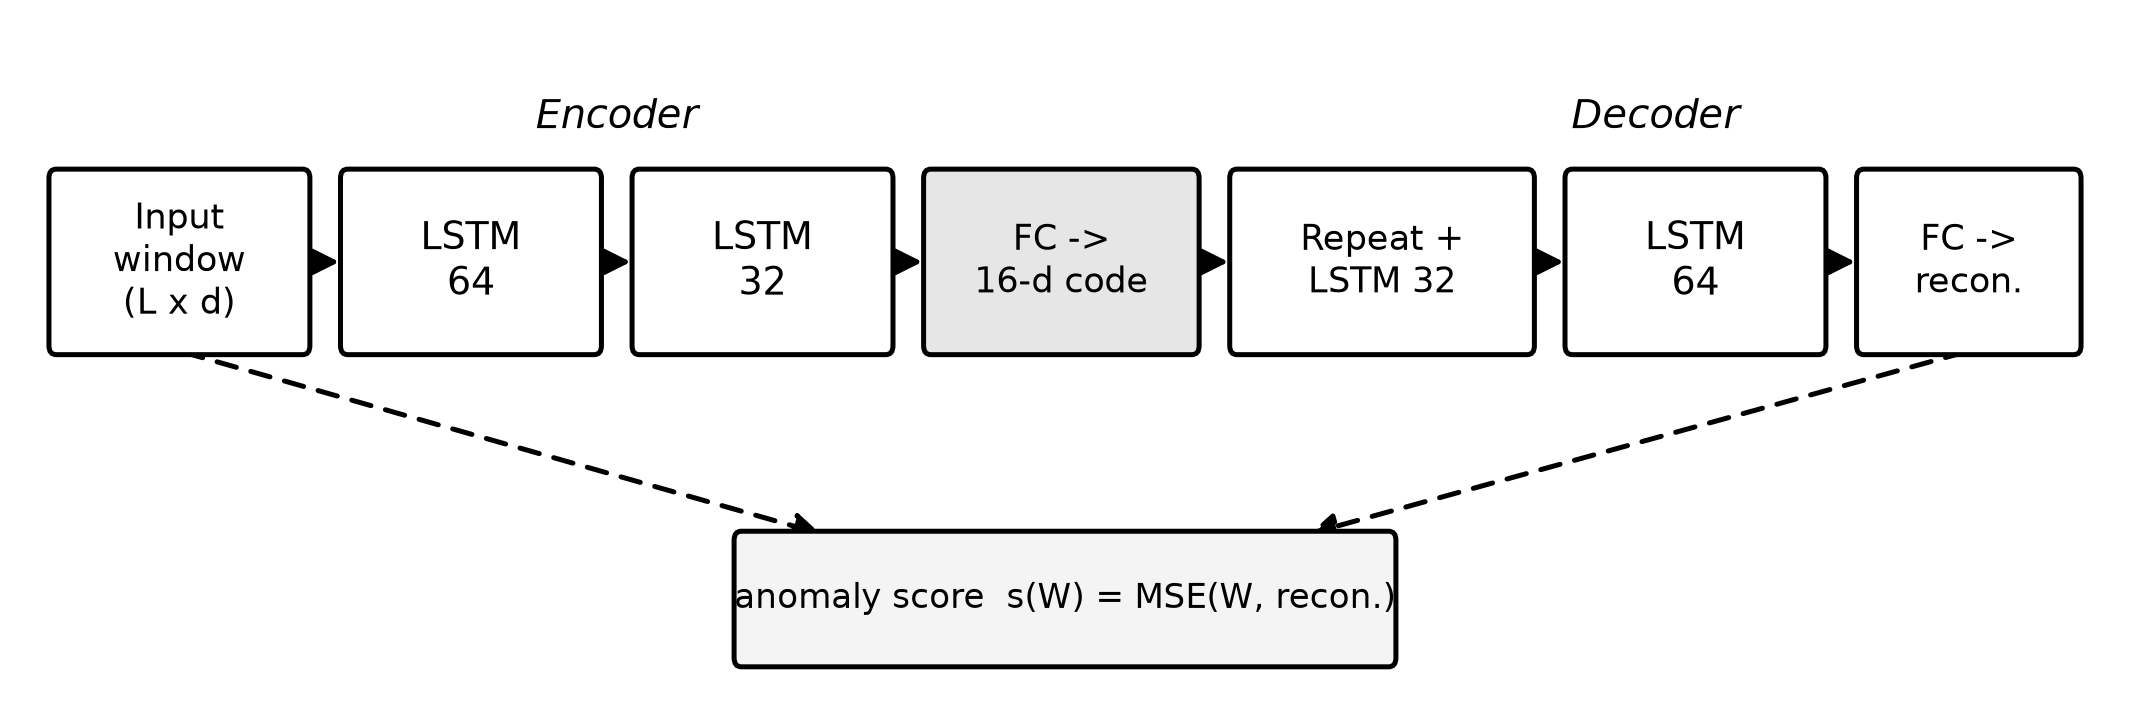 Encoder
Decoder
Input
window
(L x d)
LSTM
64
LSTM
32
FC ->
16-d code
Repeat +
LSTM 32
LSTM
64
FC ->
recon.
anomaly score  s(W) = MSE(W, recon.)